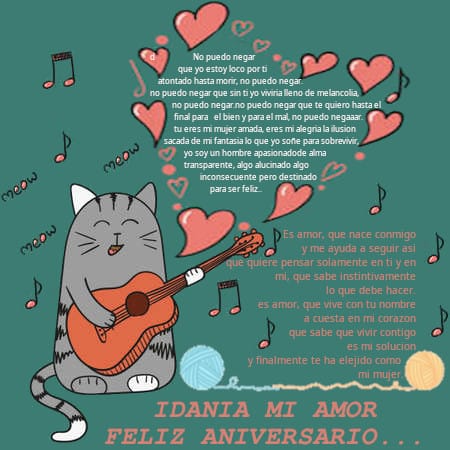 d
No puedo negar
que yo estoy loco por ti
atontado hasta morir, no puedo negar.
no puedo negar que sin ti yo viviria lleno de melancolia,
no puedo negar.no puedo negar que te quiero hasta el
final para el bien y para el mal, no puedo negaaar.
tu eres mi mujer amada, eres mi alegria la ilusion
sacada de mi fantasia lo que yo soñe para sobrevivir,
yo soy un hombre apasionadode alma
transparente, algo alucinado algo
inconsecuente pero destinado
para ser feliz..
meow
meow
meow
Es amor, que nace conmigo
y me ayuda a seguir asi
que quiere pensar solamente en ti y en
mi, que sabe instintivamente
lo que debe hacer.
es amor, que vive con tu nombre
a cuesta en mi corazon
que sabe que vivir contigo
es mi solucion
y finalmente te ha elejido como
mi mujer.
IDANIA MI AMOR
FELIZ ANIVERSARIO...